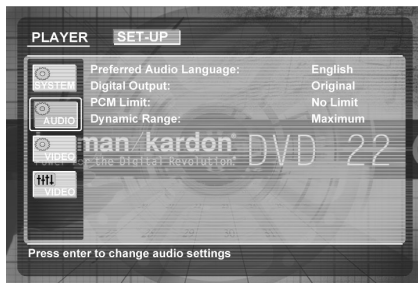 PLAYER SET-UP
SYSTEM
AUDIO
VIDEO
VIDEO
Preferred Audio Language: English
Digital Output: Original
PCM Limit: No Limit
Dynamic Range: Maximum
man/kardon DVD 22
the Digital Revolution
Press enter to change audio settings